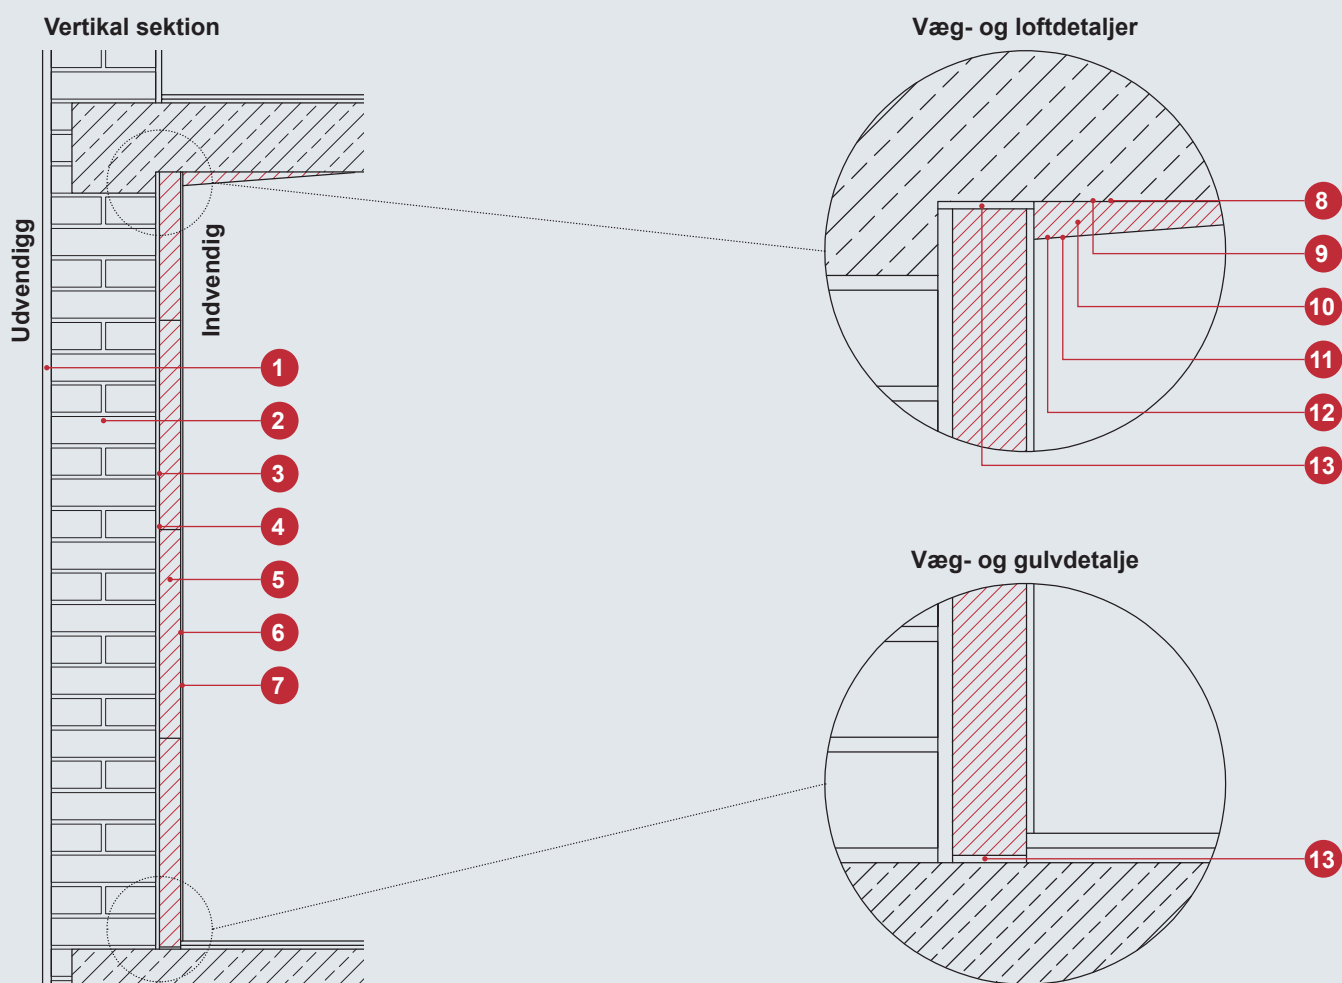 Vertikal sektion
Udvendigg
Indvendig
1
2
3
4
5
6
7
Væg- og loftdetaljer
8
9
10
11
12
13
Væg- og gulvdetalje
13